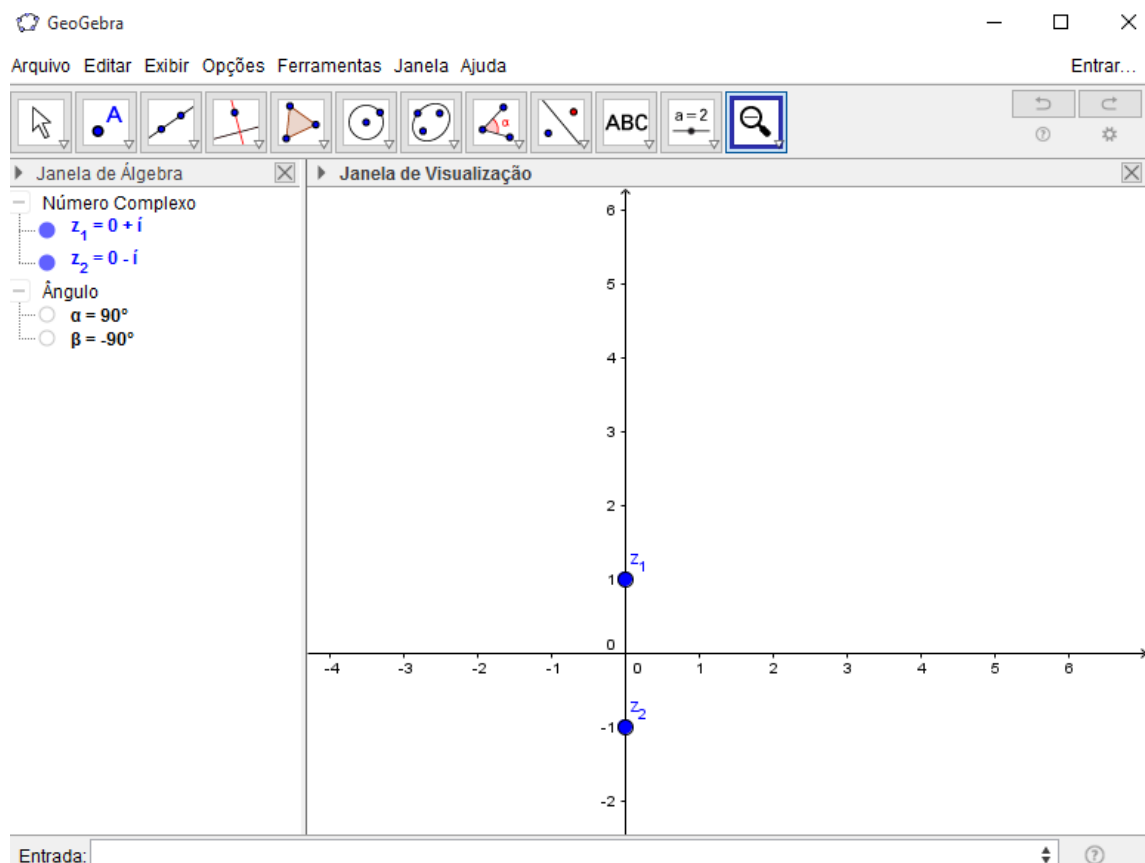 GeoGebra
Arquivo Editar Exibir Opções Ferramentas Janela Ajuda Entrar...
A α ABC a = 2
Janela de Álgebra
Janela de Visualização
Número Complexo
z1 = 0 + í
z2 = 0 - í
Ângulo
α = 90°
β = -90°
6
5
4
3
2
z1
1
0
-4 -3 -2 -1 0 1 2 3 4 5 6
z2
-1
-2
Entrada: